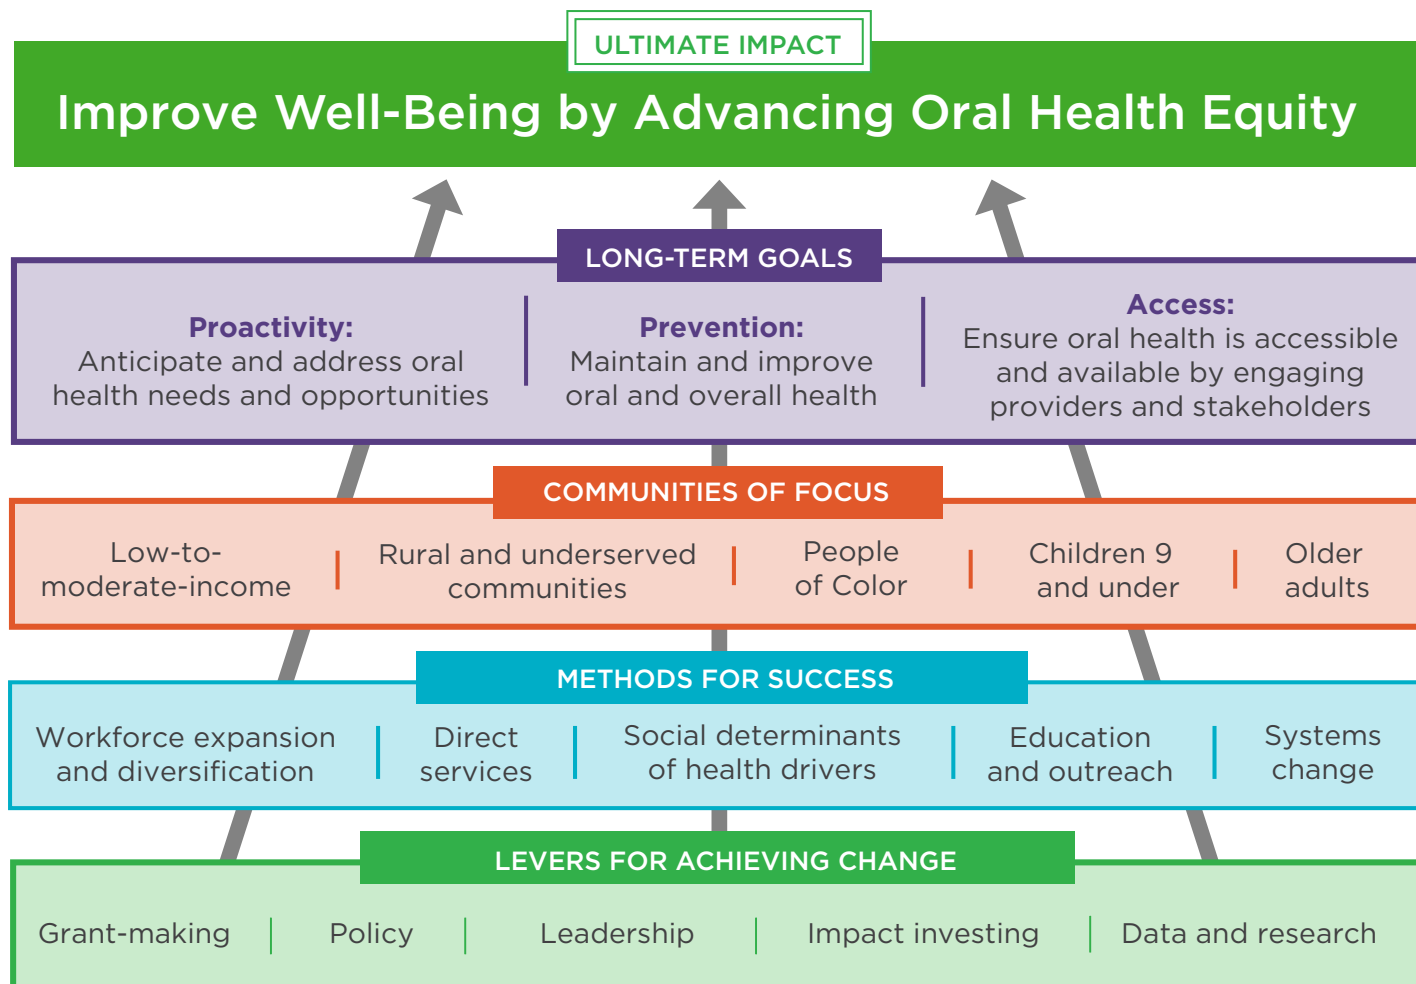 ULTIMATE IMPACT
Improve Well-Being by Advancing Oral Health Equity
LONG-TERM GOALS
Proactivity:
Anticipate and address oral
health needs and opportunities
Prevention:
Maintain and improve
oral and overall health
Access:
Ensure oral health is accessible
and available by engaging
providers and stakeholders
COMMUNITIES OF FOCUS
Low-to-
moderate-income
Rural and underserved
communities
People
of Color
Children 9
and under
Older
adults
METHODS FOR SUCCESS
Workforce expansion
and diversification
Direct
services
Social determinants
of health drivers
Education
and outreach
Systems
change
LEVERS FOR ACHIEVING CHANGE
Grant-making
Policy
Leadership
Impact investing
Data and research